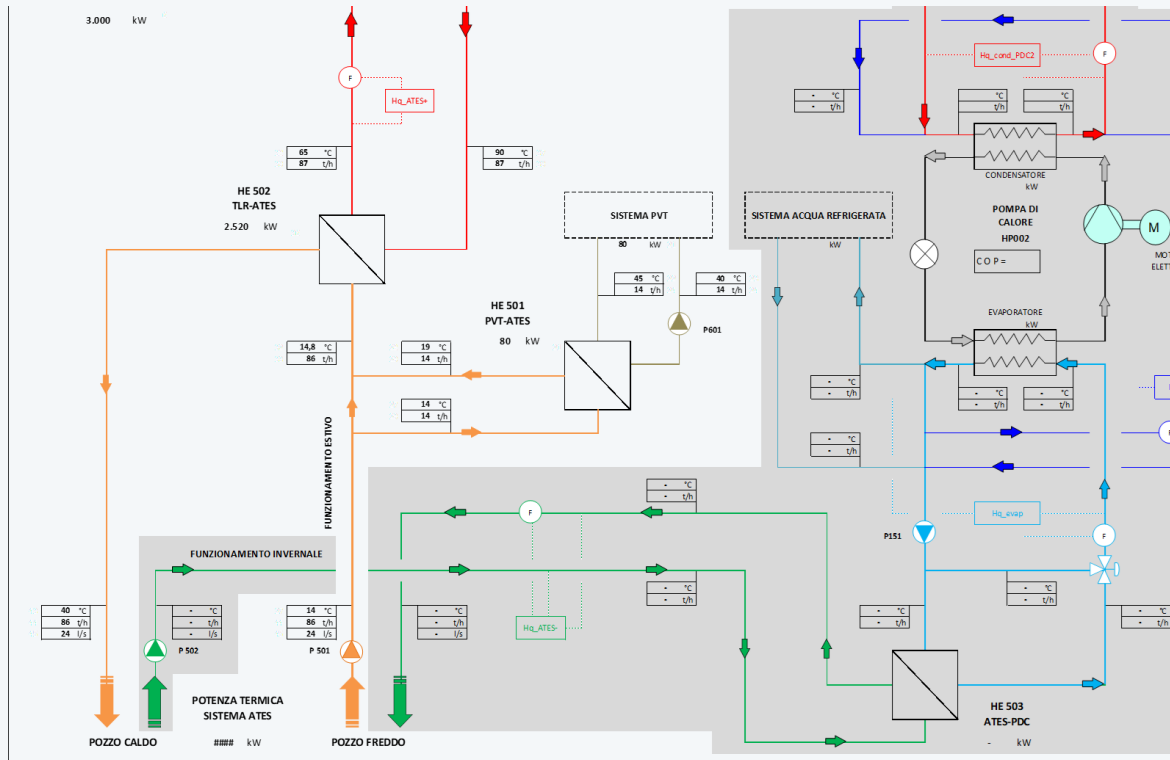 3.000 kW
F
Hq_ATES+
Hq_cond_PDC2
F
- °C
- t/h
°C
t/h
°C
t/h
65 °C
87 t/h
90 °C
87 t/h
CONDENSATORE
kW
HE 502
TLR-ATES
2.520 kW
SISTEMA PVT
80 kW
SISTEMA ACQUA REFRIGERATA
kW
POMPA DI
CALORE
HP002
C O P =
M
45 °C
14 t/h
40 °C
14 t/h
HE 501
PVT-ATES
80 kW
P601
EVAPORATORE
kW
14,8 °C
86 t/h
19 °C
14 t/h
- °C
- t/h
- °C
- t/h
- °C
- t/h
14 °C
14 t/h
- °C
- t/h
FUNZIONAMENTO ESTIVO
- °C
- t/h
F
Hq_evap
P151
F
FUNZIONAMENTO INVERNALE
- °C
- t/h
- °C
- t/h
40 °C
86 t/h
24 l/s
- °C
- t/h
- l/s
14 °C
86 t/h
24 l/s
- °C
- t/h
- l/s
Hq_ATES-
- °C
- t/h
- °C
- t/h
P 502
P 501
POTENZA TERMICA
SISTEMA ATES
#### kW
POZZO CALDO
POZZO FREDDO
HE 503
ATES-PDC
- kW